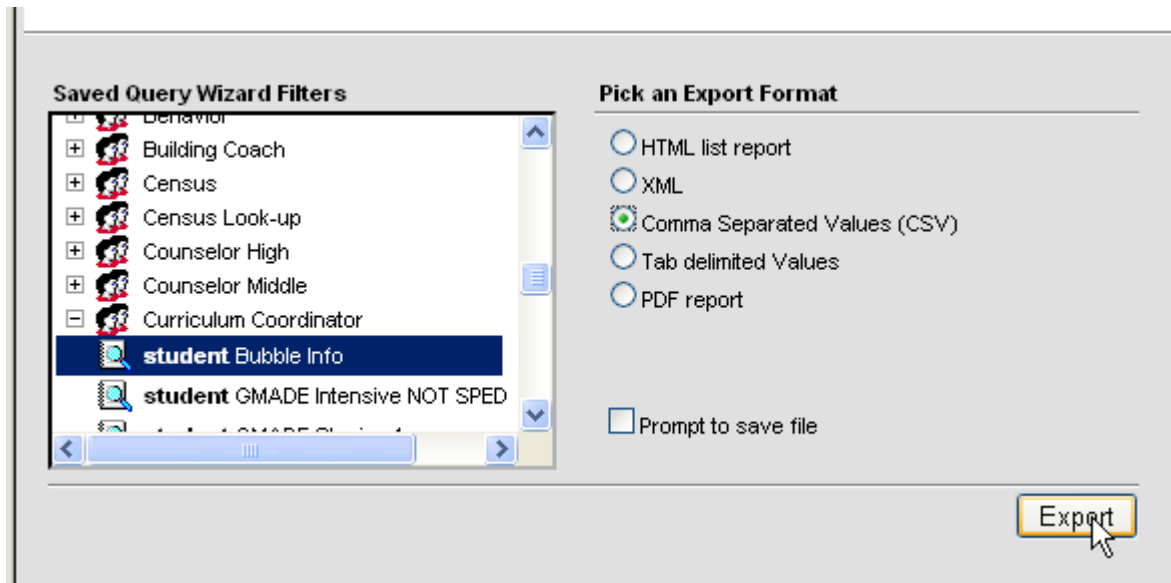 Saved Query Wizard Filters
Behavior
Building Coach
Census
Census Look-up
Counselor High
Counselor Middle
Curriculum Coordinator
student Bubble Info
student GMADE Intensive NOT SPED
Pick an Export Format
HTML list report
XML
Comma Separated Values (CSV)
Tab delimited Values
PDF report
Prompt to save file
Export